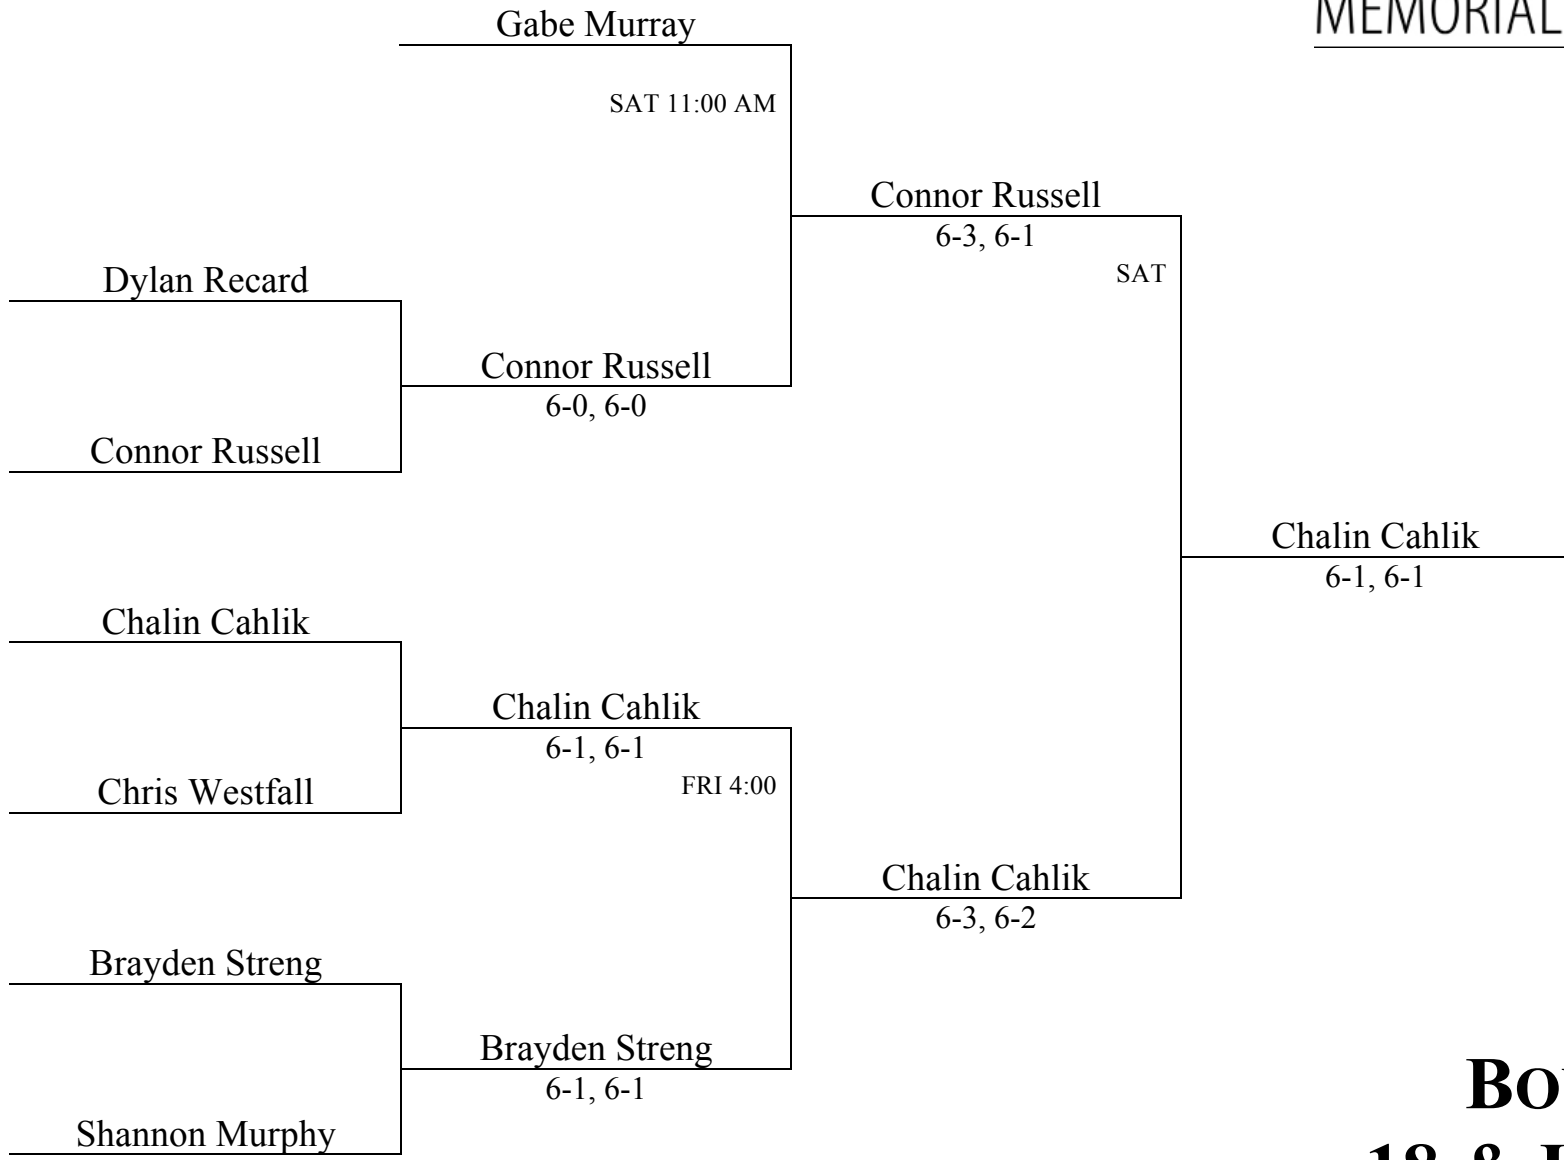 MEMORIAL
Gabe Murray
SAT 11:00 AM
Connor Russell
6-3, 6-1
SAT
Dylan Recard
Connor Russell
6-0, 6-0
Connor Russell
Chalin Cahlik
6-1, 6-1
Chalin Cahlik
Chalin Cahlik
6-1, 6-1
FRI 4:00
Chris Westfall
Chalin Cahlik
6-3, 6-2
Brayden Streng
Brayden Streng
6-1, 6-1
Shannon Murphy
18 &